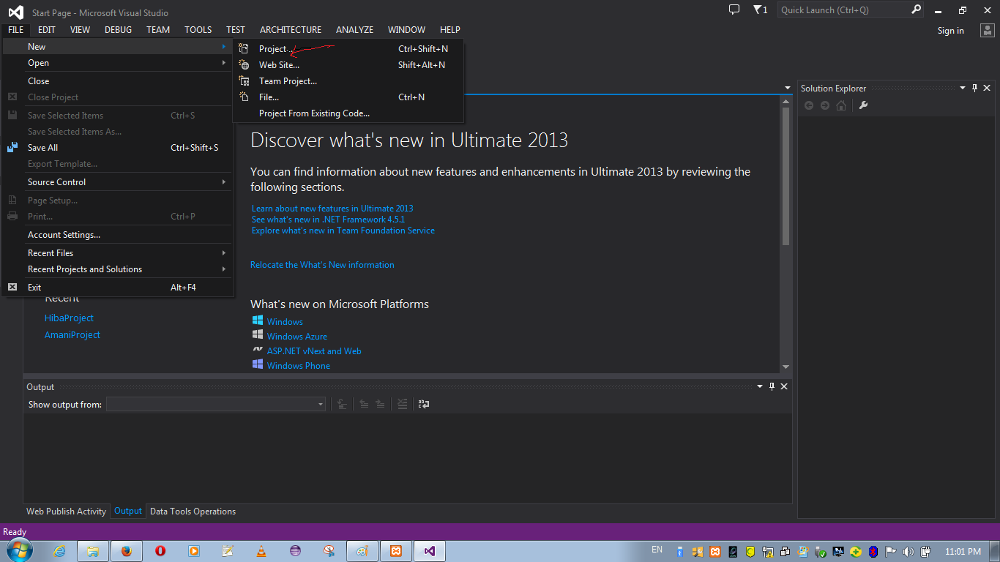 Start Page - Microsoft Visual Studio
1
Quick Launch (Ctrl+Q)
FILE EDIT VIEW DEBUG TEAM TOOLS TEST ARCHITECTURE ANALYZE WINDOW HELP
Sign in
New
Open
Close
Close Project
Save Selected Items Ctrl+S
Save Selected Items As...
Save All Ctrl+Shift+S
Export Template...
Source Control
Page Setup...
Print... Ctrl+P
Account Settings...
Recent Files
Recent Projects and Solutions
Exit Alt+F4
Project... Ctrl+Shift+N
Web Site... Shift+Alt+N
Team Project...
File... Ctrl+N
Project From Existing Code...
Recent
HibaProject
AmaniProject
Discover what's new in Ultimate 2013
You can find information about new features and enhancements in Ultimate 2013 by reviewing the
following sections.
Learn about new features in Ultimate 2013
See what's new in .NET Framework 4.5.1
Explore what's new in Team Foundation Service
Relocate the What's New information
What's new on Microsoft Platforms
Windows
Windows Azure
ASP.NET vNext and Web
Windows Phone
Solution Explorer
Output
Show output from:
Web Publish Activity Output Data Tools Operations
Ready
EN
11:01 PM